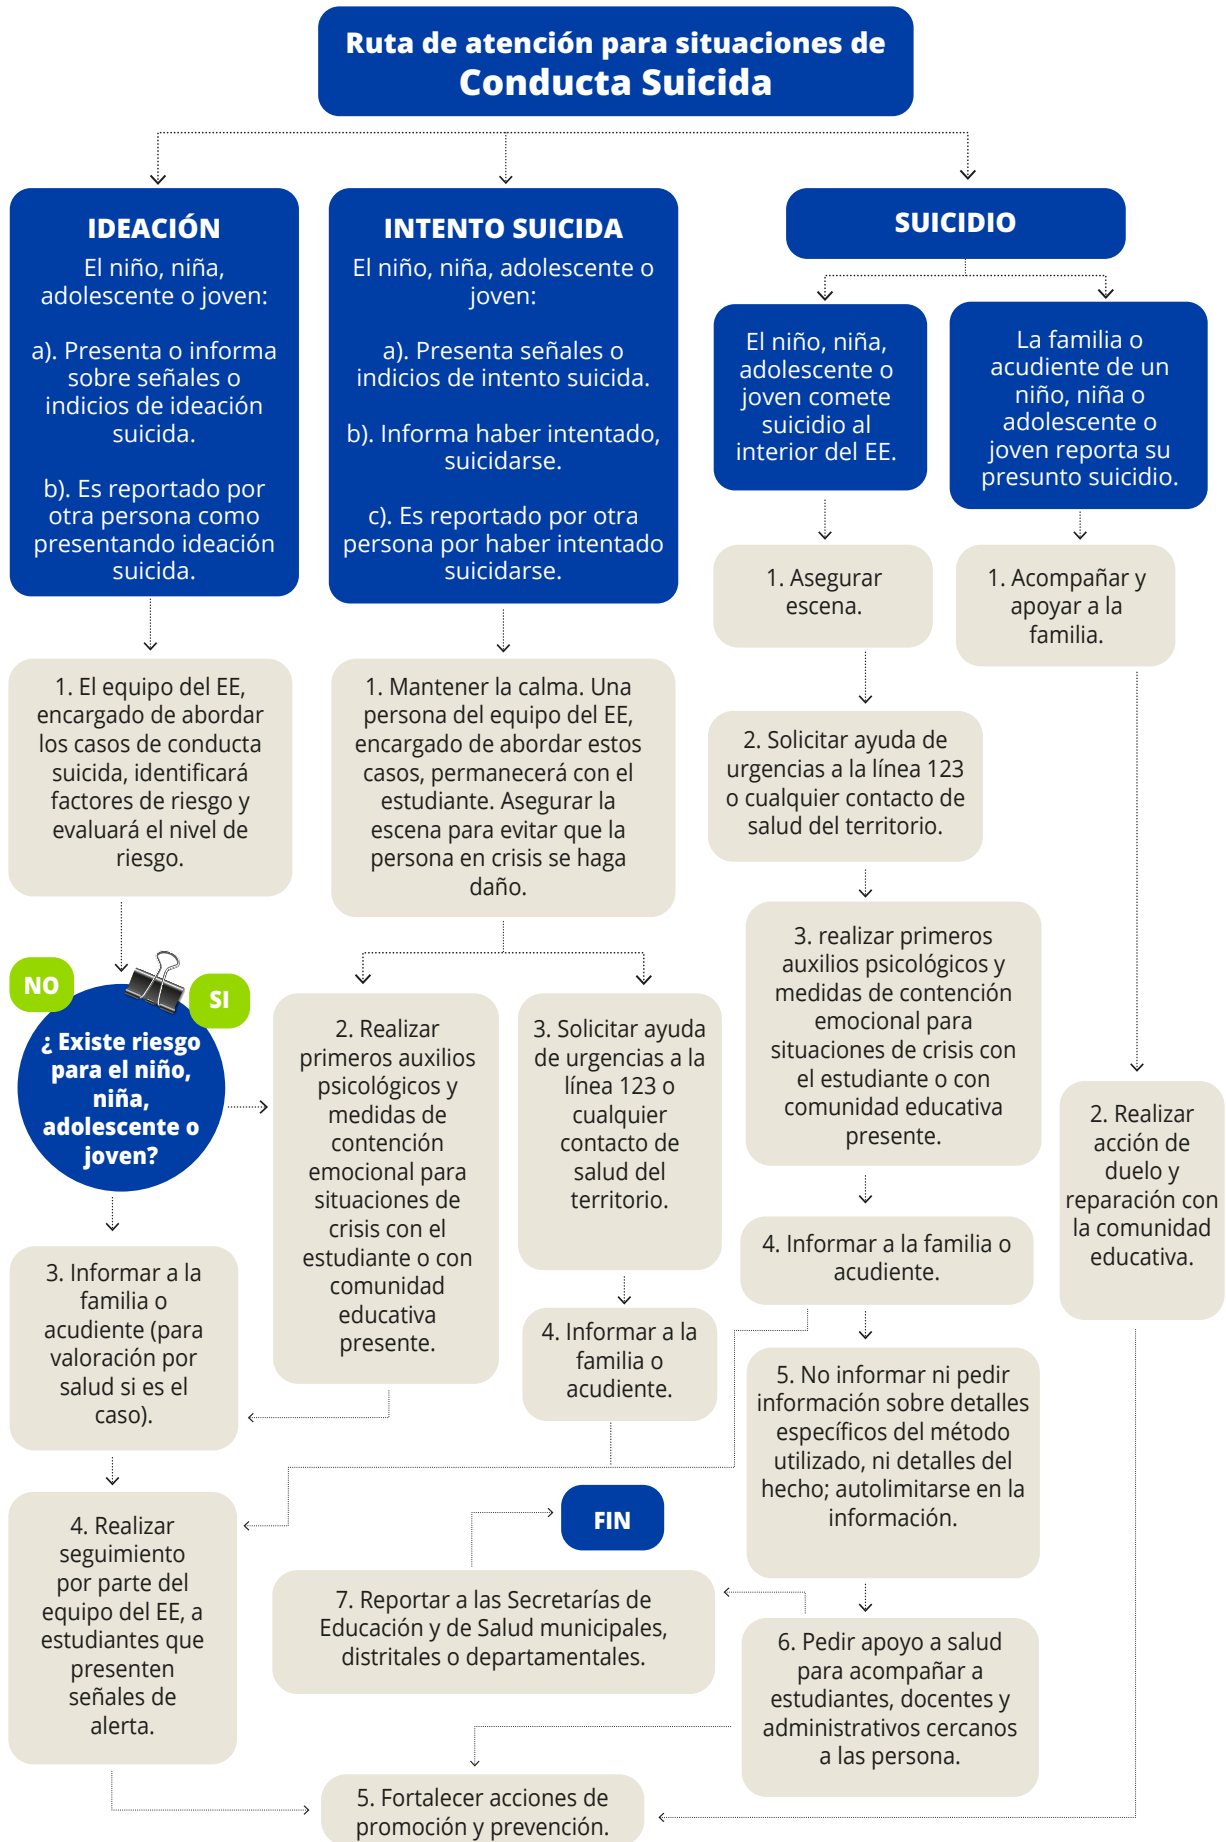 Ruta de atención para situaciones de
Conducta Suicida
IDEACIÓN
El niño, niña,
adolescente o joven:
a). Presenta o informa
sobre señales o
indicios de ideación
suicida.
b). Es reportado por
otra persona como
presentando ideación
suicida.
INTENTO SUICIDA
El niño, niña, adolescente o
joven:
a). Presenta señales o
indicios de intento suicida.
b). Informa haber intentado,
suicidarse.
c). Es reportado por otra
persona por haber intentado
suicidarse.
SUICIDIO
El niño, niña,
adolescente o
joven comete
suicidio al
interior del EE.
La familia o
acudiente de un
niño, niña o
adolescente o
joven reporta su
presunto suicidio.
1. El equipo del EE,
encargado de abordar
los casos de conducta
suicida, identificará
factores de riesgo y
evaluará el nivel de
riesgo.
1. Mantener la calma. Una
persona del equipo del EE,
encargado de abordar estos
casos, permanecerá con el
estudiante. Asegurar la
escena para evitar que la
persona en crisis se haga
daño.
1. Asegurar
escena.
1. Acompañar y
apoyar a la
familia.
2. Solicitar ayuda de
urgencias a la línea 123
o cualquier contacto de
salud del territorio.
NO
SI
¿ Existe riesgo
para el niño,
niña,
adolescente o
joven?
2. Realizar
primeros auxilios
psicológicos y
medidas de
contención
emocional para
situaciones de
crisis con el
estudiante o con
comunidad
educativa
presente.
3. Solicitar ayuda
de urgencias a la
línea 123 o
cualquier
contacto de
salud del
territorio.
3. realizar primeros
auxilios psicológicos y
medidas de contención
emocional para
situaciones de crisis con
el estudiante o con
comunidad educativa
presente.
2. Realizar
acción de
duelo y
reparación con
la comunidad
educativa.
3. Informar a la
familia o
acudiente (para
valoración por
salud si es el
caso).
4. Informar a la
familia o
acudiente.
4. Informar a la familia o
acudiente.
5. No informar ni pedir
información sobre detalles
específicos del método
utilizado, ni detalles del
hecho; autolimitarse en la
información.
4. Realizar
seguimiento
por parte del
equipo del EE, a
estudiantes que
presenten
señales de
alerta.
FIN
7. Reportar a las Secretarías de
Educación y de Salud municipales,
distritales o departamentales.
6. Pedir apoyo a salud
para acompañar a
estudiantes, docentes y
administrativos cercanos
a las persona.
5. Fortalecer acciones de
promoción y prevención.